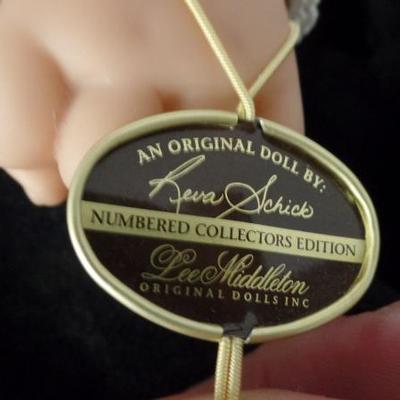 AN ORIGINAL DOLL BY:
Reva Schick
NUMBERED COLLECTORS EDITION
Lee Middleton
ORIGINAL DOLLS INC